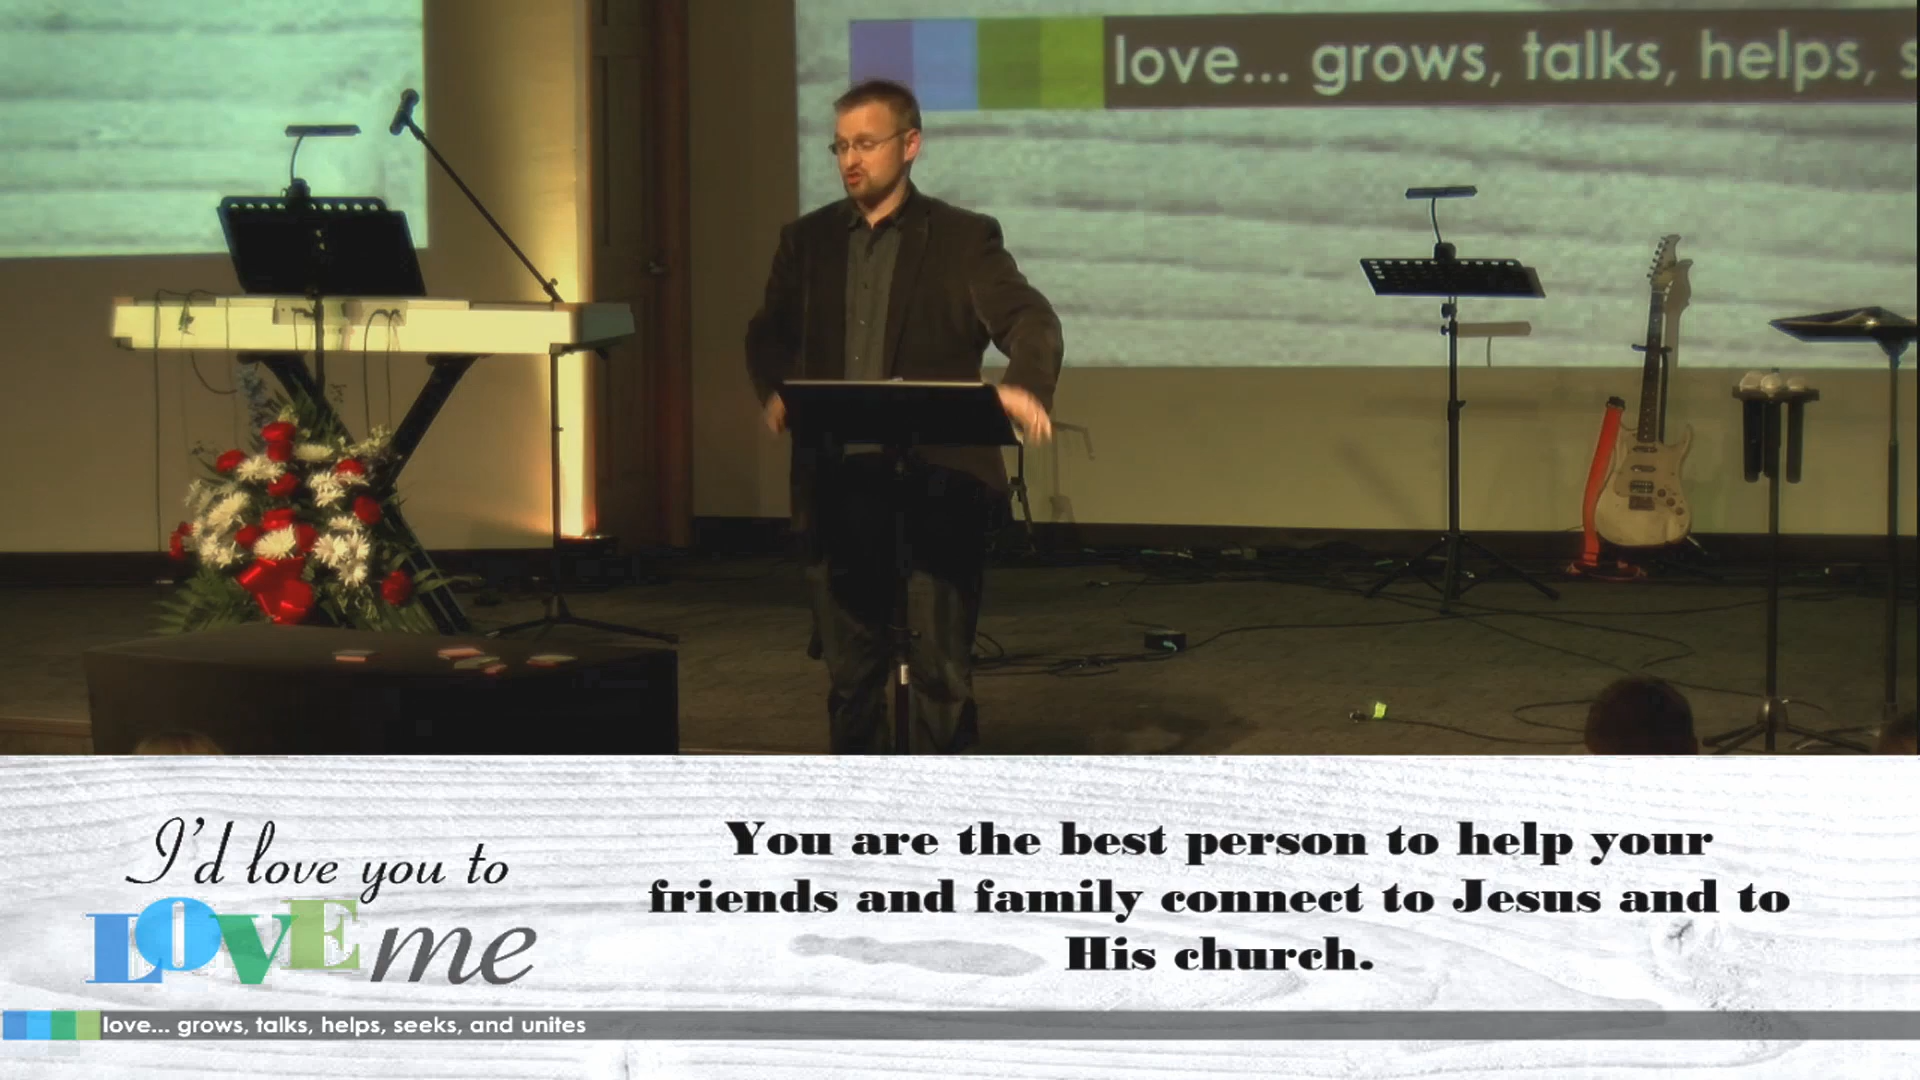 love... grows, talks, helps, s
I'd love you to
LOVE me
You are the best person to help your
friends and family connect to Jesus and to
His church.
love... grows, talks, helps, seeks, and unites